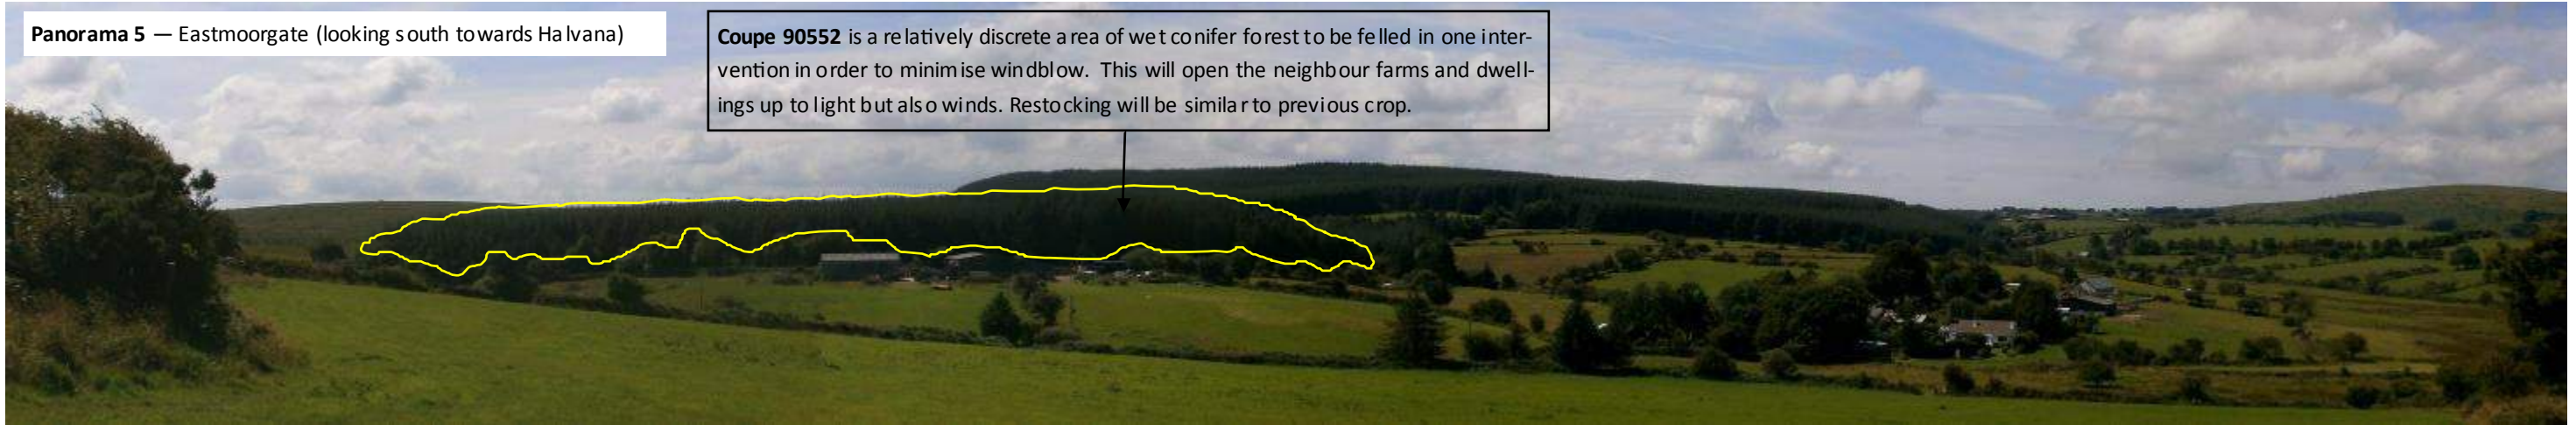 Panorama 5 — Eastmoorgate (looking south towards Halvana)
Coupe 90552 is a relatively discrete area of wet conifer forest to be felled in one inter-
vention in order to minimise windblow. This will open the neighbour farms and dwell-
ings up to light but also winds. Restocking will be similar to previous crop.